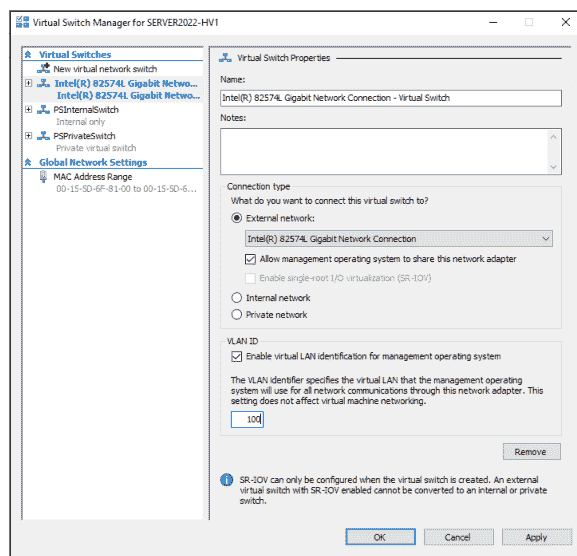 Virtual Switch Manager for SERVER2022-HV1
Virtual Switches
New virtual network switch
Intel(R) 82574L Gigabit Netwo...
Intel(R) 82574L Gigabit Netwo...
PSInternalSwitch
Internal only
PSPrivateSwitch
Private virtual switch
Global Network Settings
MAC Address Range
00-15-5D-6F-81-00 to 00-15-5D-6...
Virtual Switch Properties
Name:
Intel(R) 82574L Gigabit Network Connection - Virtual Switch
Notes:
Connection type
What do you want to connect this virtual switch to?
External network:
Intel(R) 82574L Gigabit Network Connection
Allow management operating system to share this network adapter
Enable single-root I/O virtualization (SR-IOV)
Internal network
Private network
VLAN ID
Enable virtual LAN identification for management operating system
The VLAN identifier specifies the virtual LAN that the management operating
system will use for all network communications through this network adapter. This
setting does not affect virtual machine networking.
100
Remove
SR-IOV can only be configured when the virtual switch is created. An external
virtual switch with SR-IOV enabled cannot be converted to an internal or private
switch.
OK
Cancel
Apply